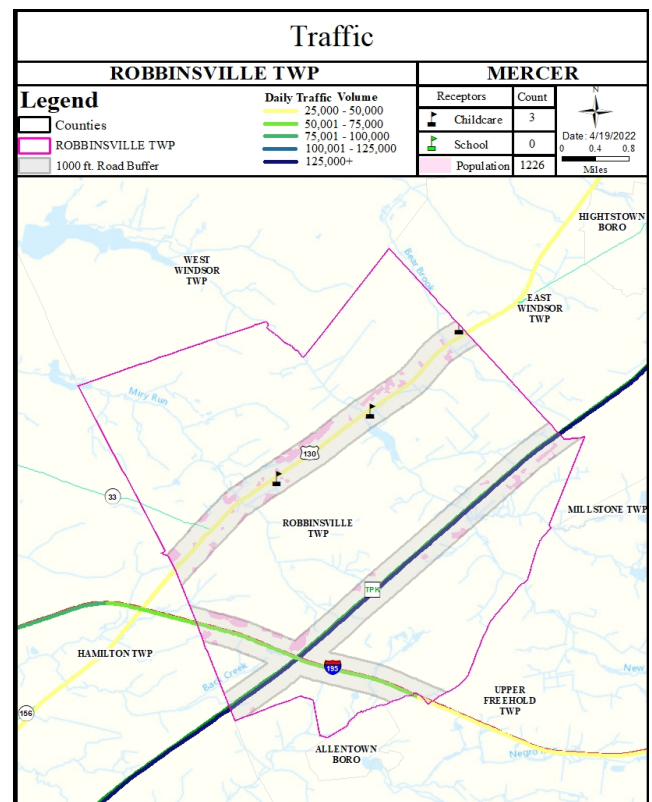 Traffic
ROBBINSVILLE TWP
MERCER
Legend
Counties
ROBBINSVILLE TWP
1000 ft. Road Buffer
Daily Traffic Volume
25,000 - 50,000
50,001 - 75,000
75,001 - 100,000
100,001 - 125,000
125,000+
Receptors Count
Childcare 3
School 0
Population 1226
N
Date: 4/19/2022
0 0.4 0.8
Miles
HIGHTSTOWN
BORO
WEST
WINDSOR
TWP
Bear Brook
EAST
WINDSOR
TWP
Miry Run
130
33
ROBBINSVILLE
TWP
MILLSTONE TWP
TPK
HAMILTON TWP
195
Back Creek
156
UPPER
FREEHOLD
TWP
New
ALLENTOWN
BORO
Negro